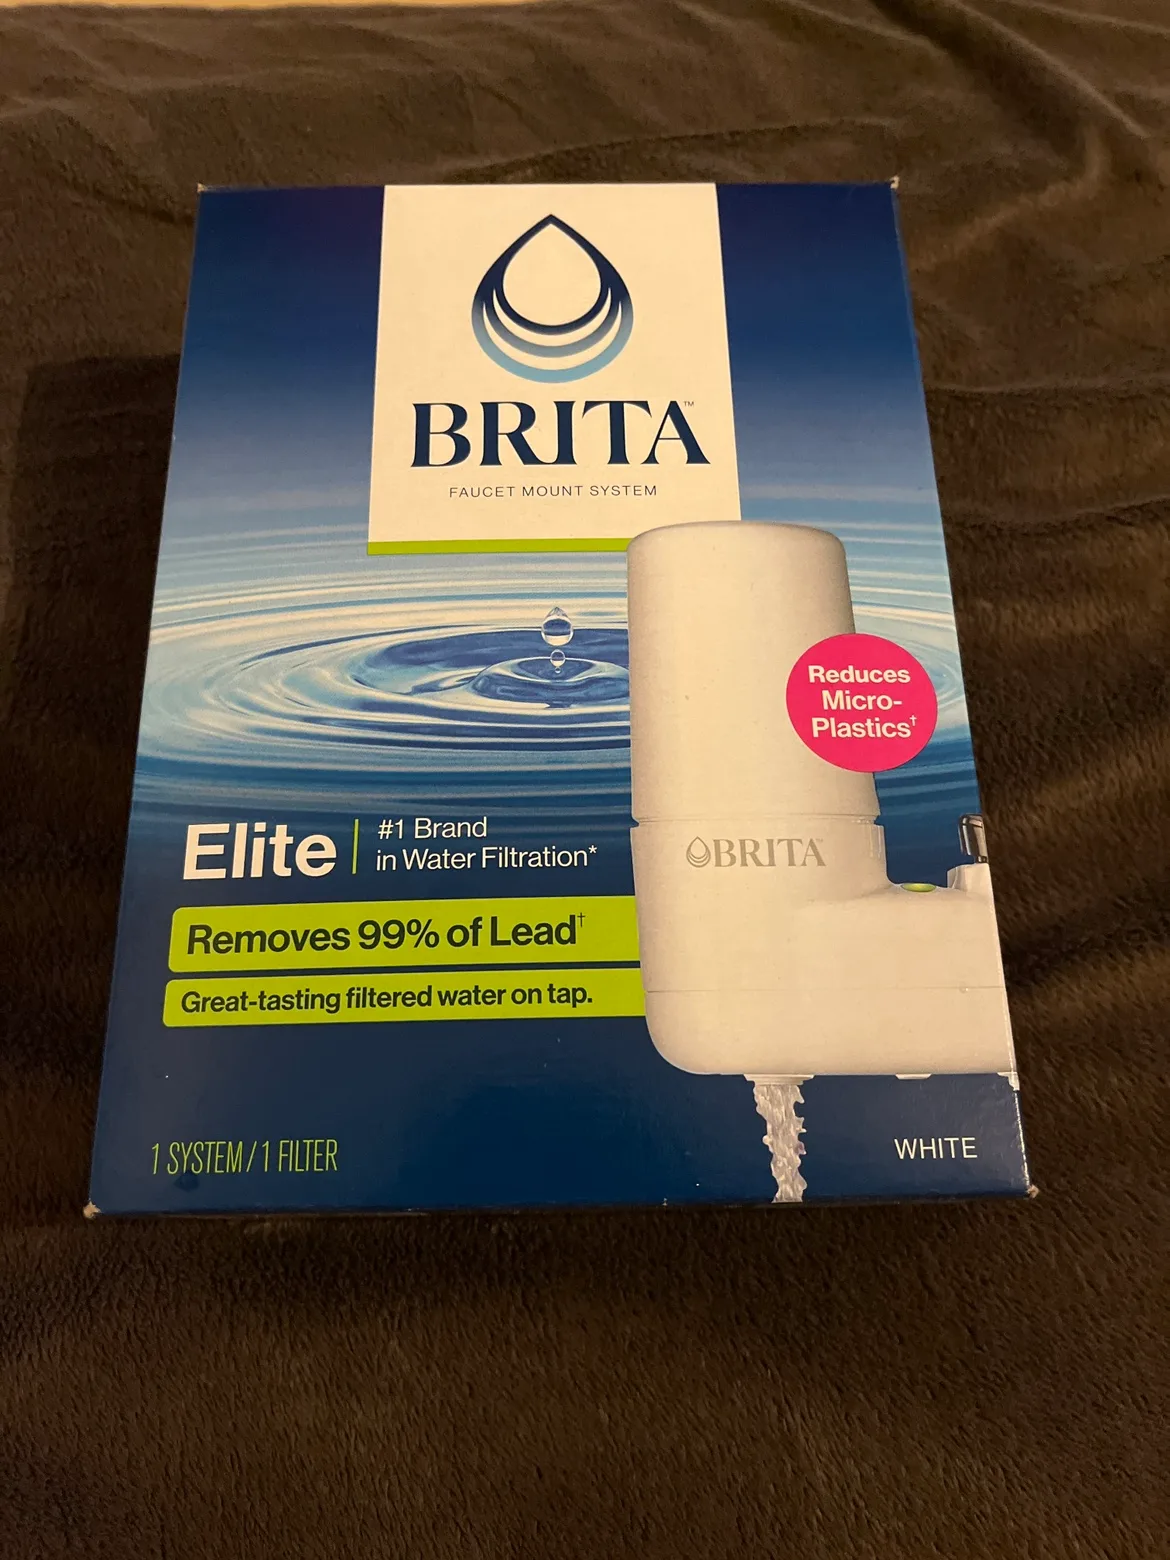 BRITA™
FAUCET MOUNT SYSTEM
Reduces
Micro-
Plastics†
BRITA
Elite
#1 Brand
in Water Filtration*
Removes 99% of Lead†
Great-tasting filtered water on tap.
1 SYSTEM/1 FILTER
WHITE